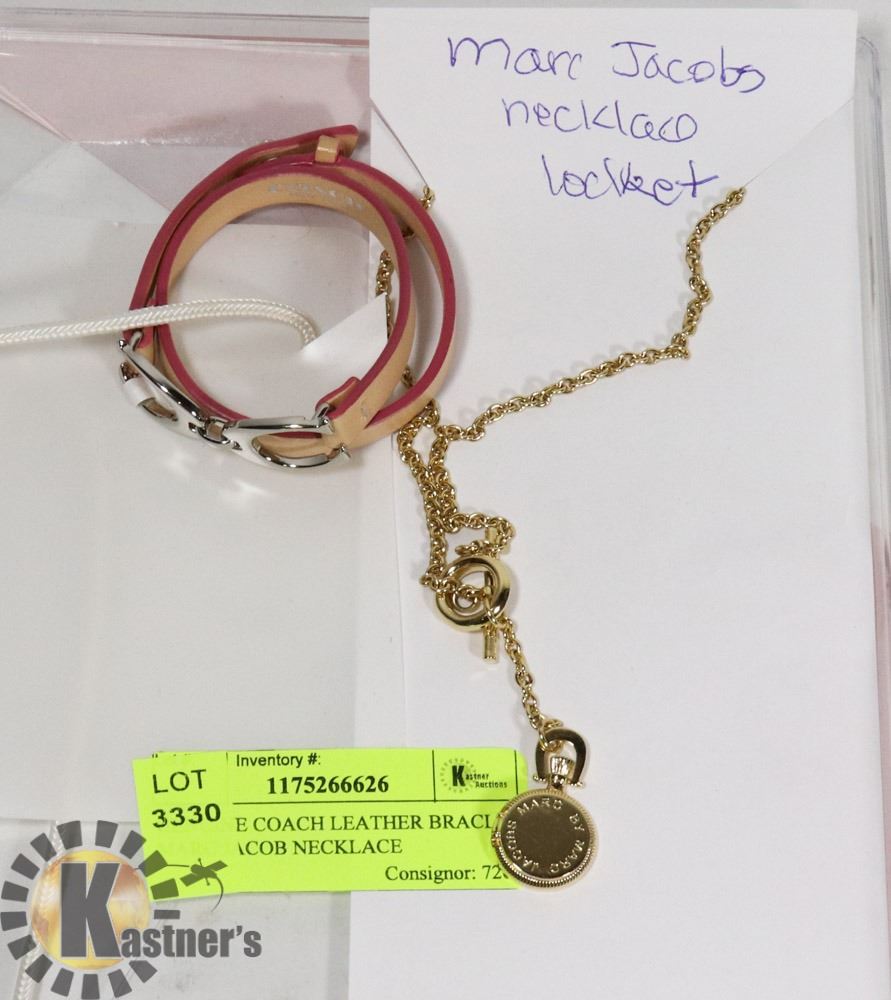 Marc Jacobs
necklaco
locket
LOT
3330
Inventory #:
1175266626
Kastner
Auctions
E COACH LEATHER BRACL
ACOB NECKLACE
Consignor: 72
MARC BY MARC JACOBS
Kastner's